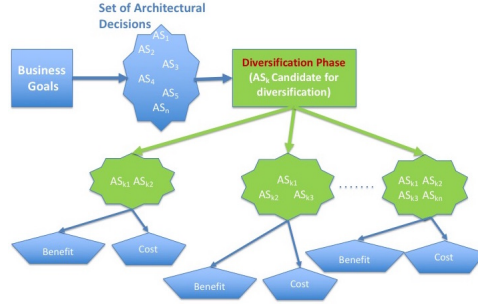 Set of Architectural
Decisions
Business
Goals
AS1
AS2
AS3
AS4
AS5
ASn
Diversification Phase
(ASk Candidate for
diversification)
ASk1 ASk2
ASk1
ASk2 ASk3
.......
ASk1 ASk2
ASk3 ASkn
Benefit
Cost
Benefit
Cost
Benefit
Cost